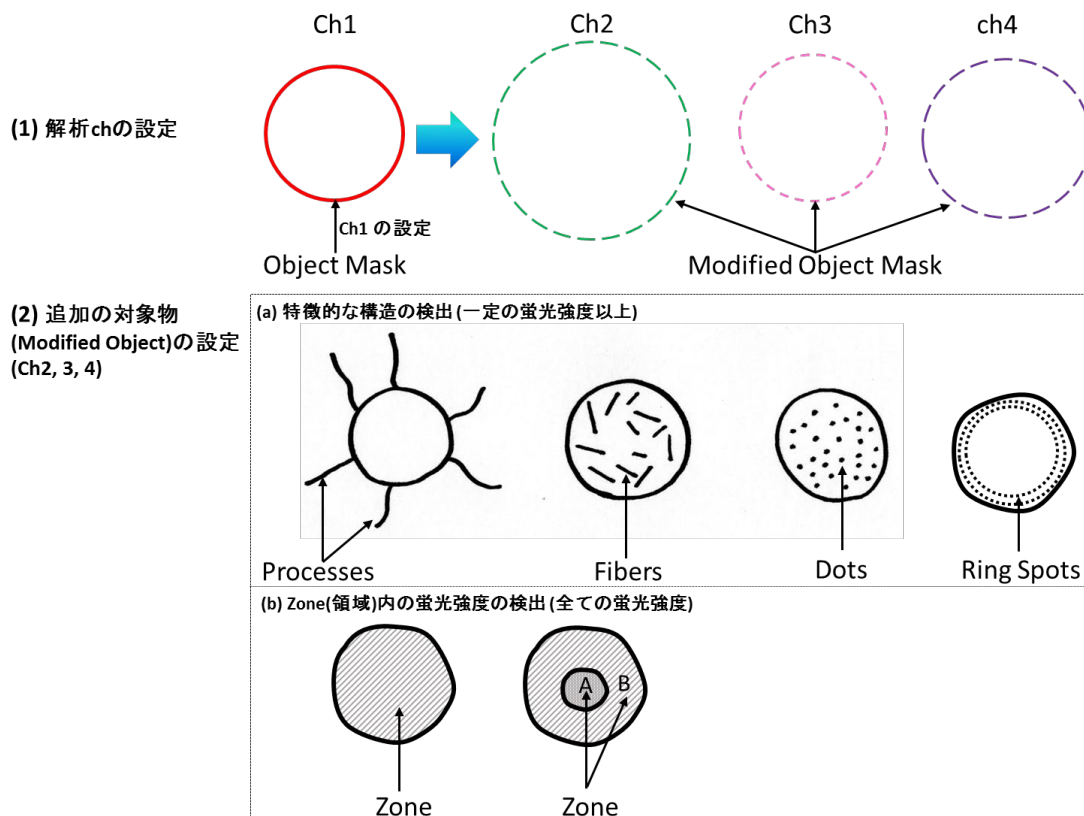 Ch1
Ch2
Ch3
ch4
(1) 解析chの設定
Ch1 の設定
Object Mask
Modified Object Mask
(2) 追加の対象物
(Modified Object)の設定
(Ch2, 3, 4)
(a) 特徴的な構造の検出(一定の蛍光強度以上)
Processes
Fibers
Dots
Ring Spots
(b) Zone(領域)内の蛍光強度の検出(全ての蛍光強度)
A
B
Zone
Zone